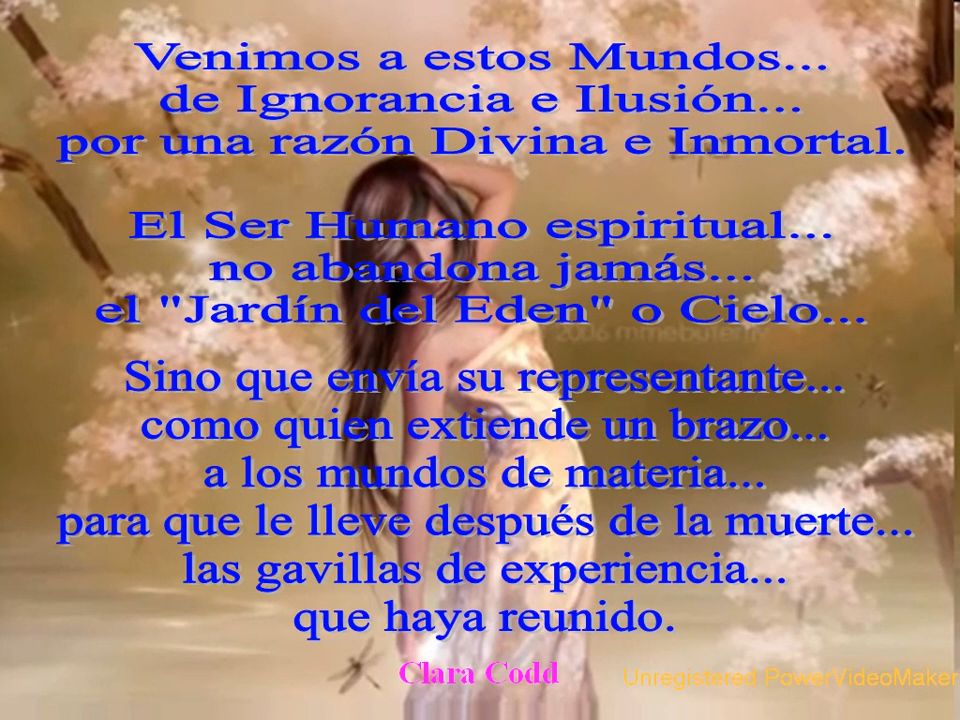 Venimos a estos Mundos...
de Ignorancia e Ilusión...
por una razón Divina e Inmortal.
El Ser Humano espiritual...
no abandona jamás...
el "Jardín del Eden" o Cielo...
2006
Sino que envía su representante...
como quien extiende un brazo...
a los mundos de materia...
para que le lleve después de la muerte...
las gavillas de experiencia...
que haya reunido.
Clara Codd
Unregistered PowerVideoMaker